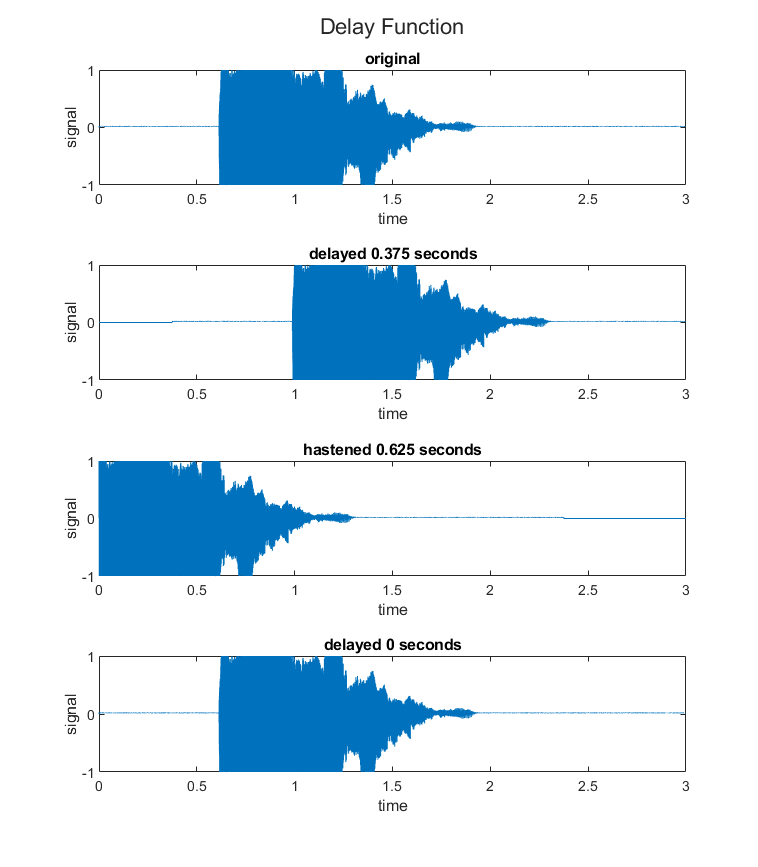 Delay Function
original
signal
1
0
-1
0 0.5 1 1.5 2 2.5 3
time
delayed 0.375 seconds
signal
1
0
-1
0 0.5 1 1.5 2 2.5 3
time
hastened 0.625 seconds
signal
1
0
-1
0 0.5 1 1.5 2 2.5 3
time
delayed 0 seconds
signal
1
0
-1
0 0.5 1 1.5 2 2.5 3
time